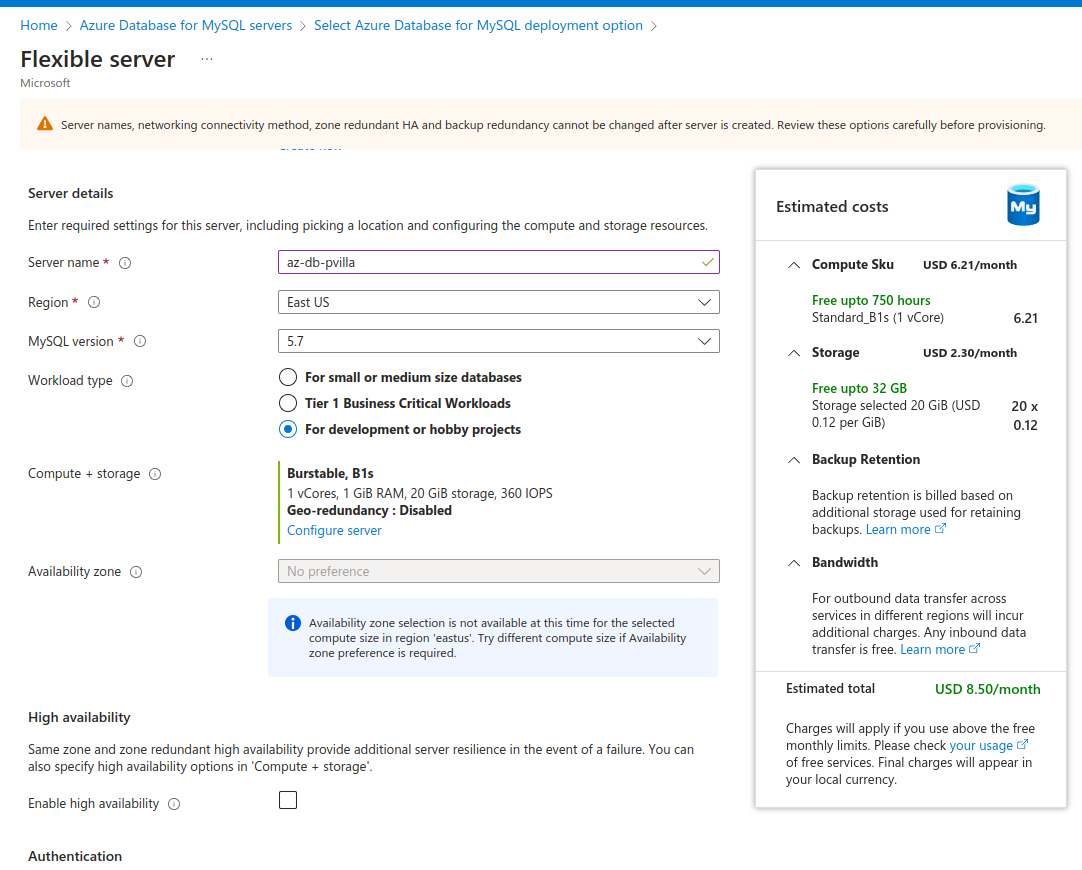 Home > Azure Database for MySQL servers > Select Azure Database for MySQL deployment option >
Flexible server ...
Microsoft
Server names, networking connectivity method, zone redundant HA and backup redundancy cannot be changed after server is created. Review these options carefully before provisioning.
Server details
Enter required settings for this server, including picking a location and configuring the compute and storage resources.
Server name *
az-db-pvilla
Region *
East US
MySQL version *
5.7
Workload type
For small or medium size databases
Tier 1 Business Critical Workloads
For development or hobby projects
Compute + storage
Burstable, B1s
1 vCores, 1 GiB RAM, 20 GiB storage, 360 IOPS
Geo-redundancy : Disabled
Configure server
Availability zone
No preference
Availability zone selection is not available at this time for the selected
compute size in region 'eastus'. Try different compute size if Availability
zone preference is required.
High availability
Same zone and zone redundant high availability provide additional server resilience in the event of a failure. You can
also specify high availability options in 'Compute + storage'.
Enable high availability
Authentication
Estimated costs
My
Compute Sku USD 6.21/month
Free upto 750 hours
Standard_B1s (1 vCore) 6.21
Storage USD 2.30/month
Free upto 32 GB
Storage selected 20 GiB (USD 20 x
0.12 per GiB) 0.12
Backup Retention
Backup retention is billed based on
additional storage used for retaining
backups. Learn more
Bandwidth
For outbound data transfer across
services in different regions will incur
additional charges. Any inbound data
transfer is free. Learn more
Estimated total USD 8.50/month
Charges will apply if you use above the free
monthly limits. Please check your usage
of free services. Final charges will appear in
your local currency.